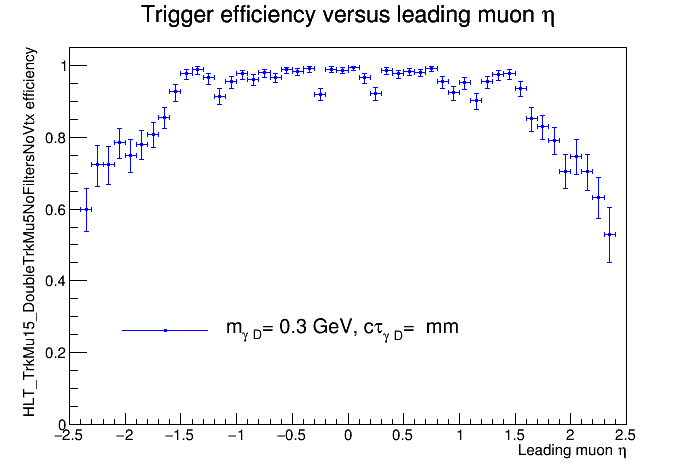 Trigger efficiency versus leading muon η
HLT_TrkMu15_DoubleTrkMu5NoFiltersNoVtx efficiency
1
0.8
0.6
0.4
0.2
0
m_γ D= 0.3 GeV, cτ_γ D=  mm
−2.5 −2 −1.5 −1 −0.5 0 0.5 1 1.5 2 2.5
Leading muon η